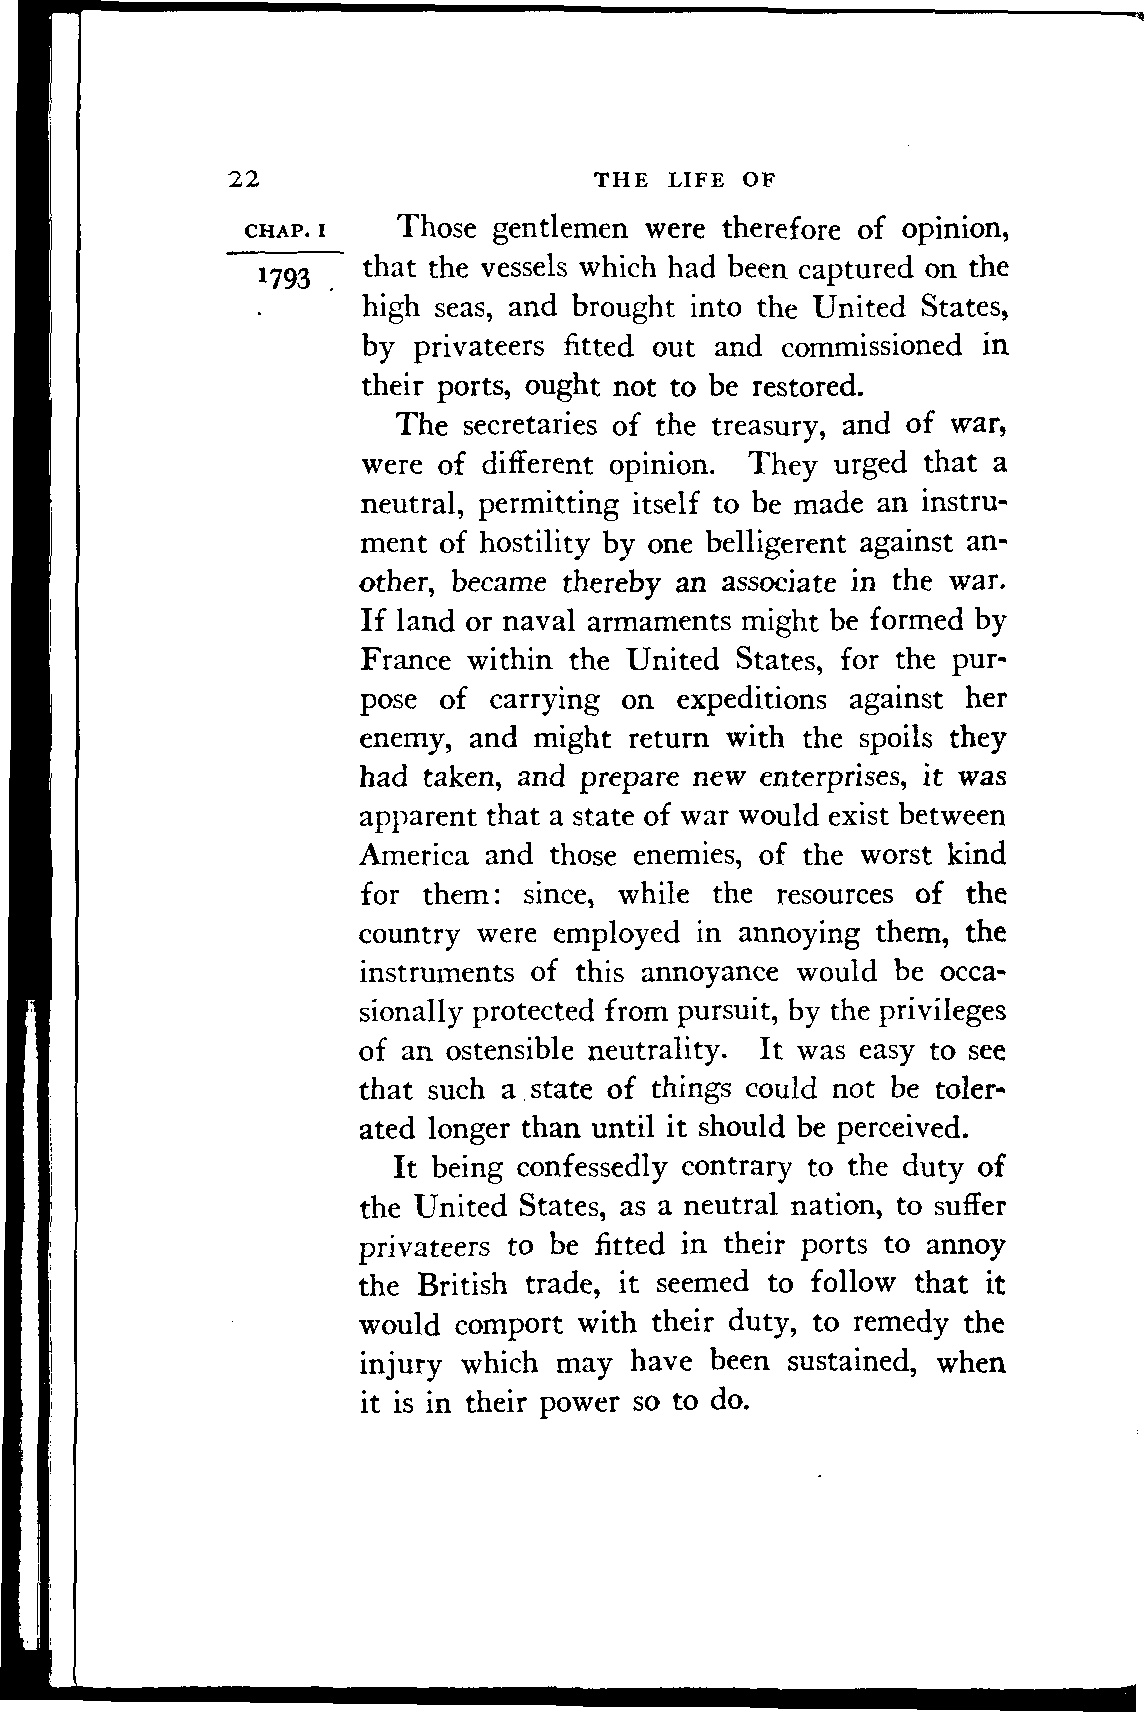 22 THE LIFE OF
CHAP. I
1793
Those gentlemen were therefore of opinion,
that the vessels which had been captured on the
high seas, and brought into the United States,
by privateers fitted out and commissioned in
their ports, ought not to be restored.
The secretaries of the treasury, and of war,
were of different opinion. They urged that a
neutral, permitting itself to be made an instru-
ment of hostility by one belligerent against an-
other, became thereby an associate in the war.
If land or naval armaments might be formed by
France within the United States, for the pur-
pose of carrying on expeditions against her
enemy, and might return with the spoils they
had taken, and prepare new enterprises, it was
apparent that a state of war would exist between
America and those enemies, of the worst kind
for them: since, while the resources of the
country were employed in annoying them, the
instruments of this annoyance would be occa-
sionally protected from pursuit, by the privileges
of an ostensible neutrality. It was easy to see
that such a state of things could not be toler-
ated longer than until it should be perceived.
It being confessedly contrary to the duty of
the United States, as a neutral nation, to suffer
privateers to be fitted in their ports to annoy
the British trade, it seemed to follow that it
would comport with their duty, to remedy the
injury which may have been sustained, when
it is in their power so to do.